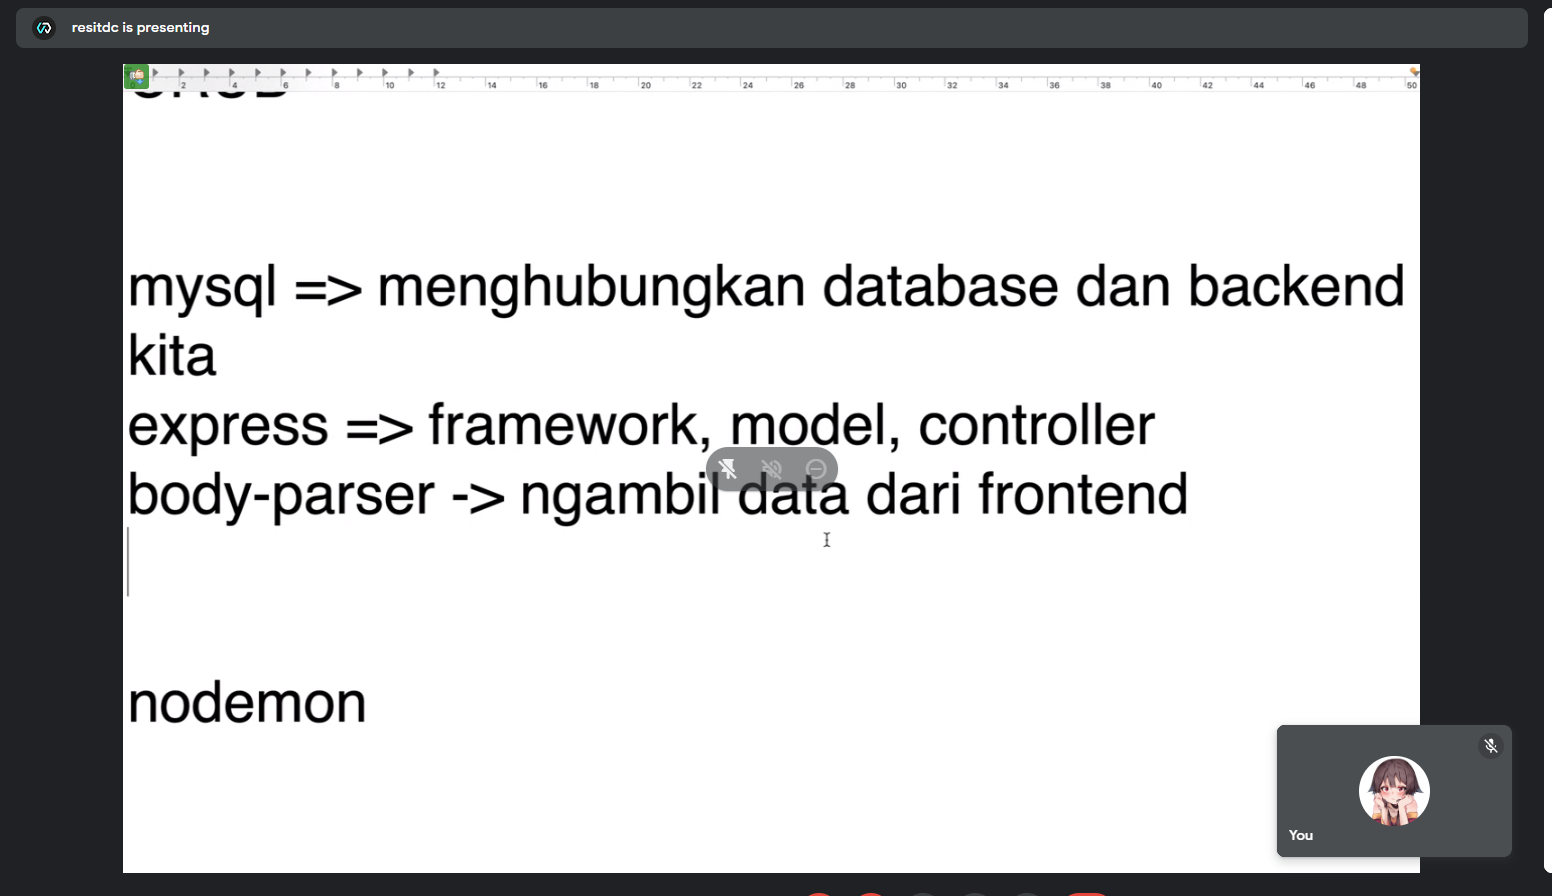 resitdc is presenting
0 2 4 6 8 10 12 14 16 18 20 22 24 26 28 30 32 34 36 38 40 42 44 46 48 50
CRUD
mysql => menghubungkan database dan backend
kita
express => framework, model, controller
body-parser -> ngambil data dari frontend
nodemon
You